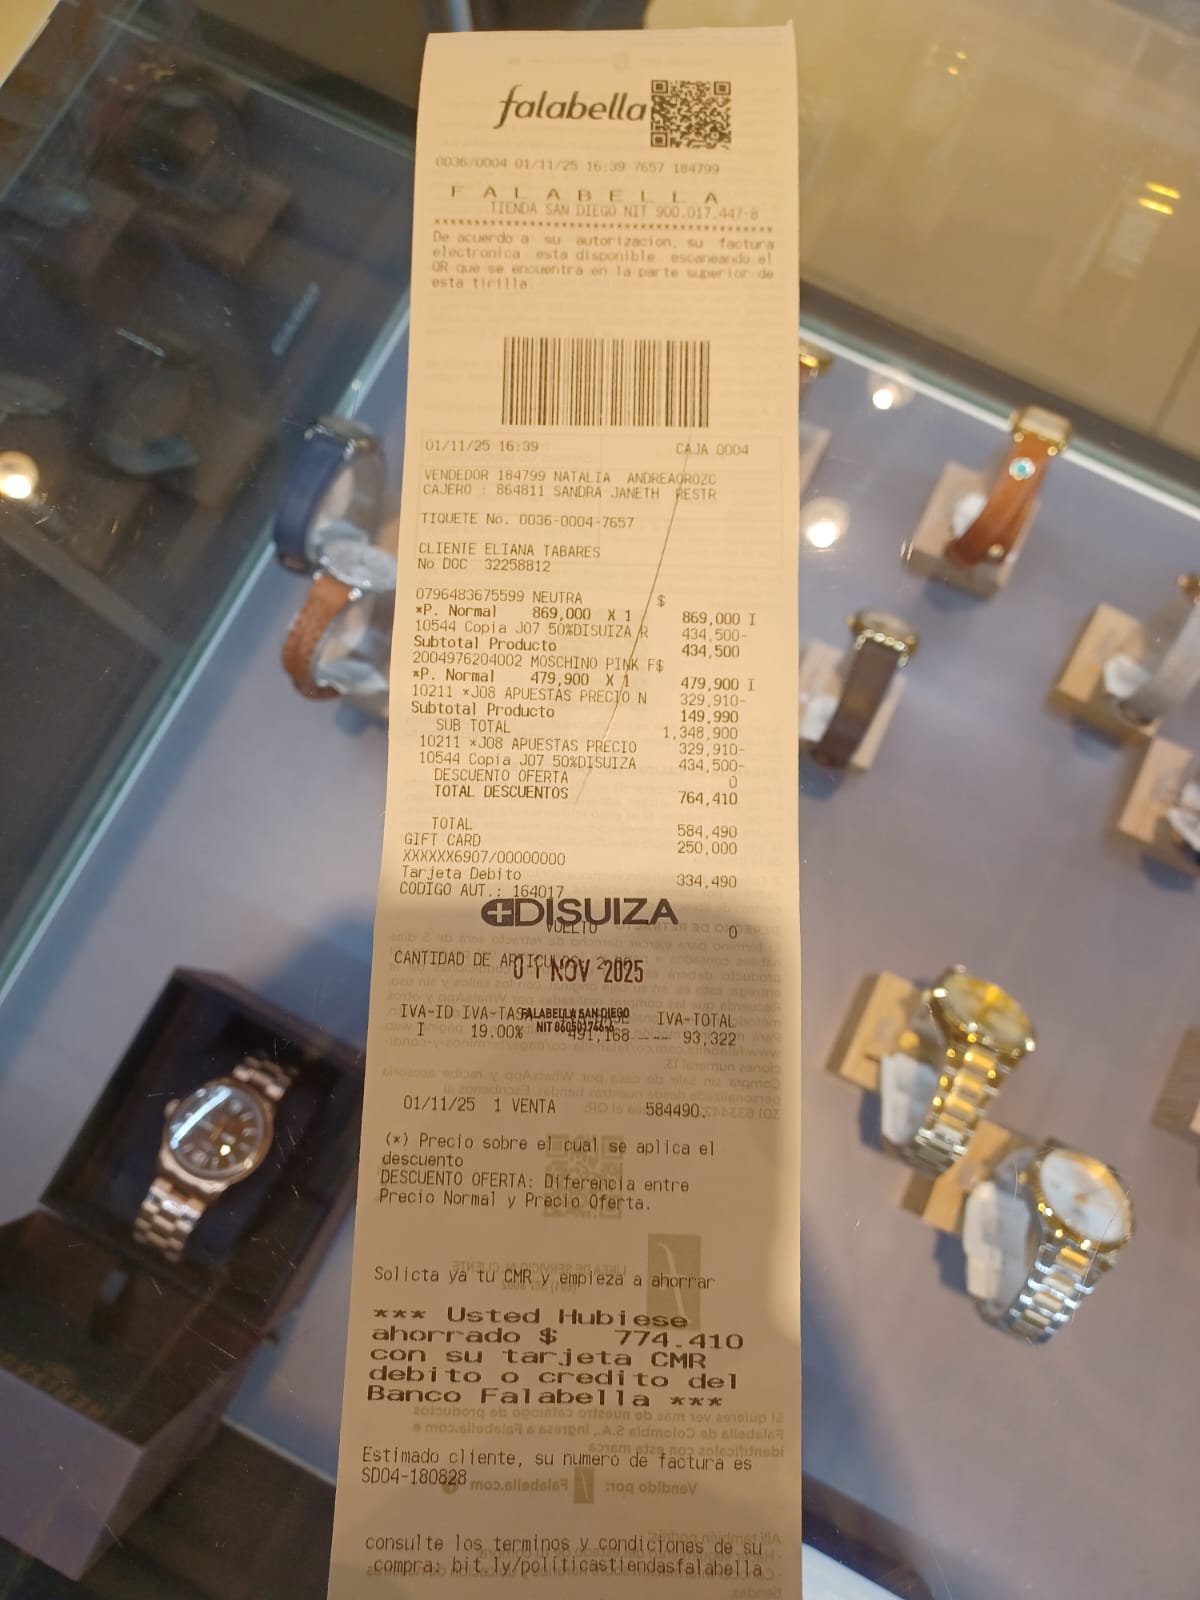 falabella
0036/0004 01/11/25 16:39 7657 184799
F A L A B E L L A
TIENDA SAN DIEGO NIT 900.017.447-8
De acuerdo a su autorizacion, su factura
electronica esta disponible escaneando el
QR que se encuentra en la parte superior de
esta tirilla.
01/11/25 16:39 CAJA 0004
VENDEDOR 184799 NATALIA ANDREAOROZC
CAJERO : 864811 SANDRA JANETH RESTR
TIQUETE No. 0036-0004-7657
CLIENTE ELIANA TABARES
No DOC 32258812
0796483675599 NEUTRA $
*P. Normal 869,000 X 1 869,000 I
10544 Copia J07 50%DISUIZA R 434,500-
Subtotal Producto 434,500
2004976204002 MOSCHINO PINK F$
*P. Normal 479,900 X 1 479,900 I
10211 *J08 APUESTAS PRECIO N 329,910-
Subtotal Producto 149,990
SUB TOTAL 1,348,900
10211 *J08 APUESTAS PRECIO 329,910-
10544 Copia J07 50%DISUIZA 434,500-
DESCUENTO OFERTA 0
TOTAL DESCUENTOS 764,410
TOTAL 584,490
GIFT CARD 250,000
XXXXXX6907/00000000
Tarjeta Debito 334,490
CODIGO AUT.: 164017
DISUIZA
VUELTO 0
CANTIDAD DE ARTICULOS:
01 NOV 2025
FALABELLA SAN DIEGO
IVA-ID IVA-TASA IVA-TOTAL
I 19.00% 491,168 93,322
01/11/25 1 VENTA 584490.
(*) Precio sobre el cual se aplica el
descuento
DESCUENTO OFERTA: Diferencia entre
Precio Normal y Precio Oferta.
Solicta ya tu CMR y empieza a ahorrar
*** Usted Hubiese
ahorrado $ 774.410
con su tarjeta CMR
debito o credito del
Banco Falabella ***
Estimado cliente, su numero de factura es
SD04-180828
consulte los terminos y condiciones de su
compra: bit.ly/politicastiendasfalabella